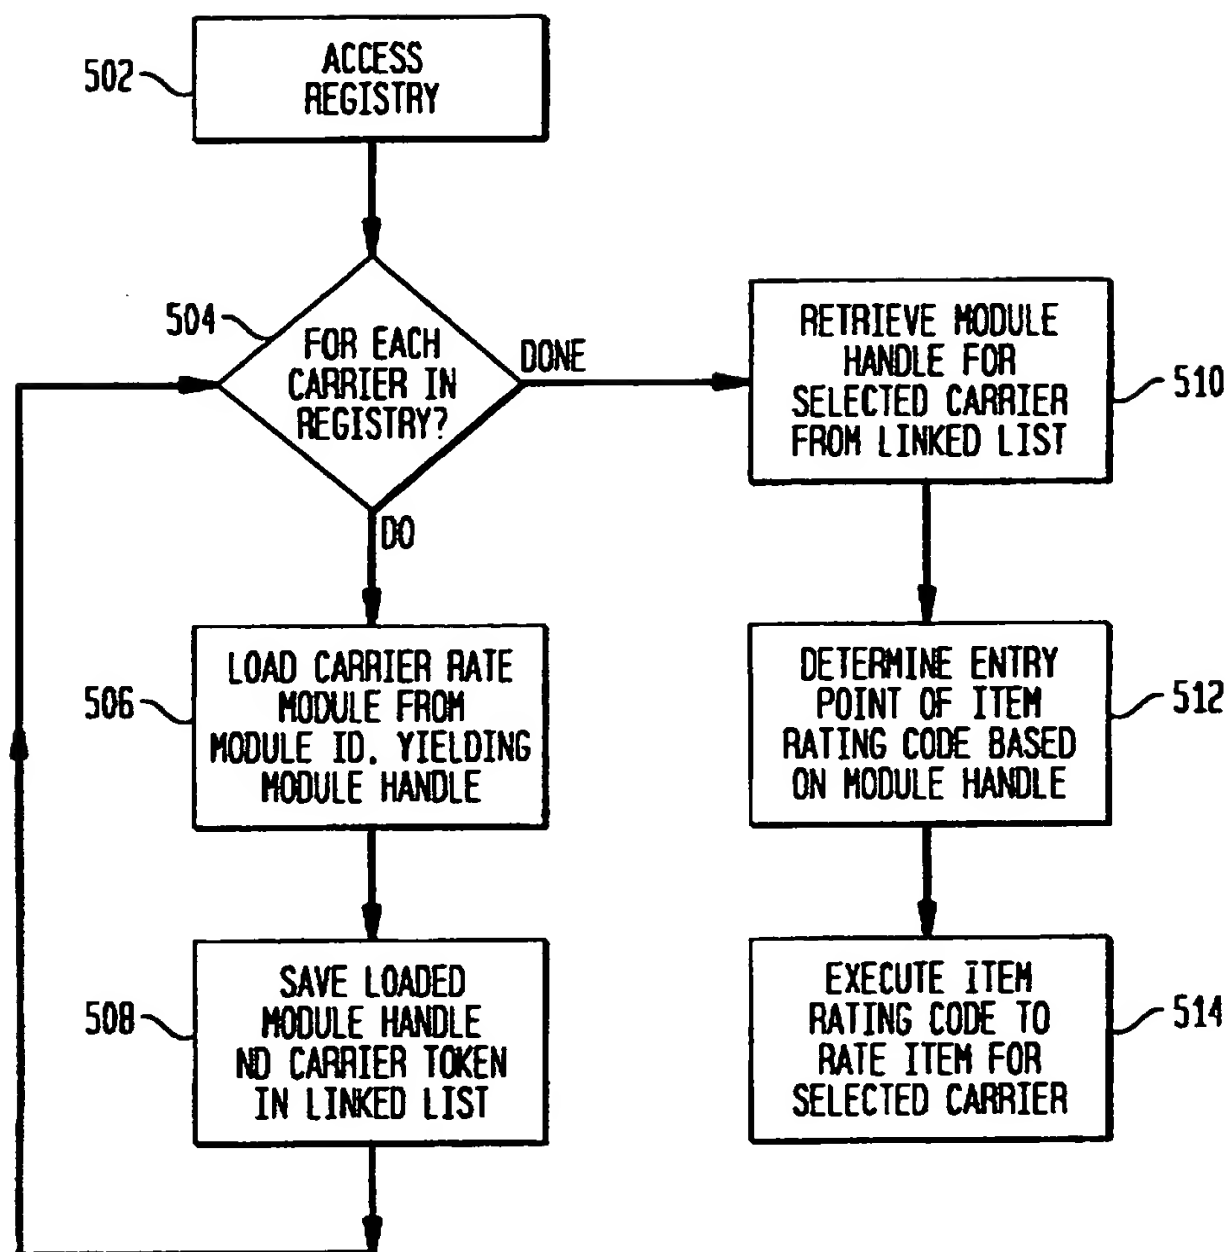 502
ACCESS
REGISTRY
504
FOR EACH
CARRIER IN
REGISTRY?
DONE
DO
506
LOAD CARRIER RATE
MODULE FROM
MODULE ID. YIELDING
MODULE HANDLE
508
SAVE LOADED
MODULE HANDLE
ND CARRIER TOKEN
IN LINKED LIST
RETRIEVE MODULE
HANDLE FOR
SELECTED CARRIER
FROM LINKED LIST
510
DETERMINE ENTRY
POINT OF ITEM
RATING CODE BASED
ON MODULE HANDLE
512
EXECUTE ITEM
RATING CODE TO
RATE ITEM FOR
SELECTED CARRIER
514